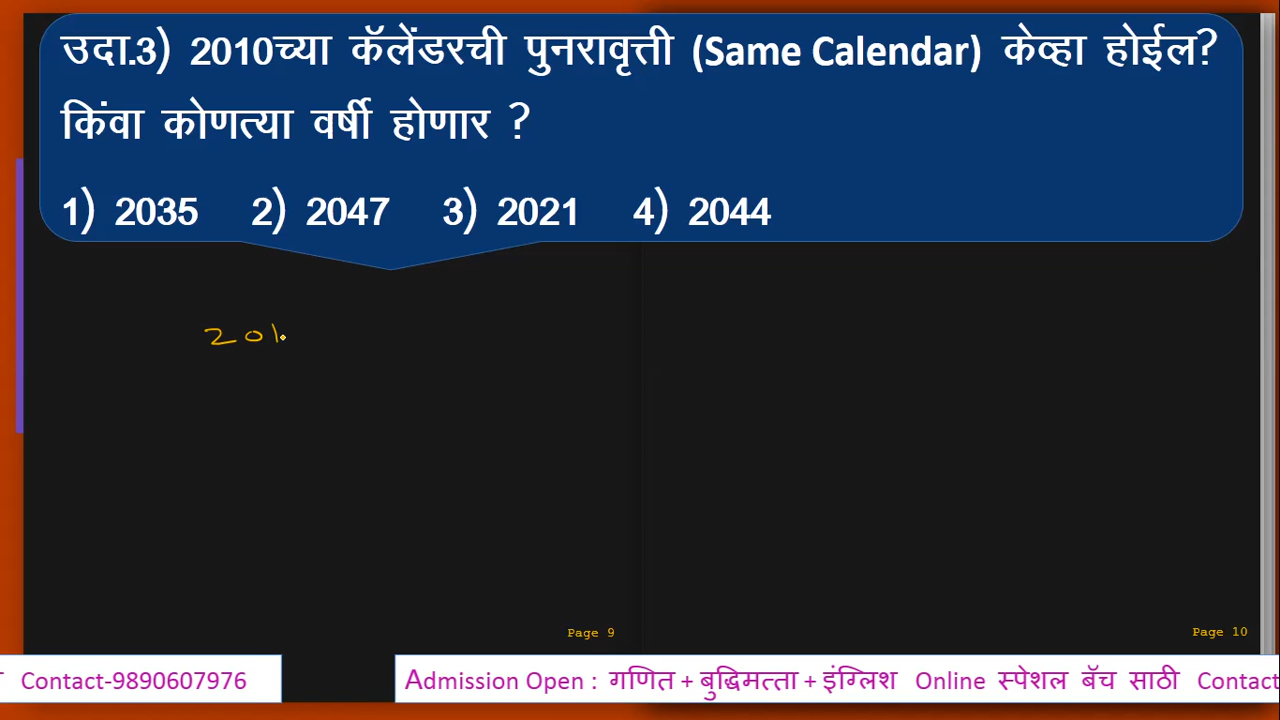 उदा.3) 2010च्या कॅलेंडरची पुनरावृत्ती (Same Calendar) केव्हा होईल?
किंवा कोणत्या वर्षी होणार ?
1) 2035 2) 2047 3) 2021 4) 2044
201
Page 9
Page 10
Contact-9890607976
Admission Open : गणित + बुद्धिमत्ता + इंग्लिश Online स्पेशल बॅच साठी Contact